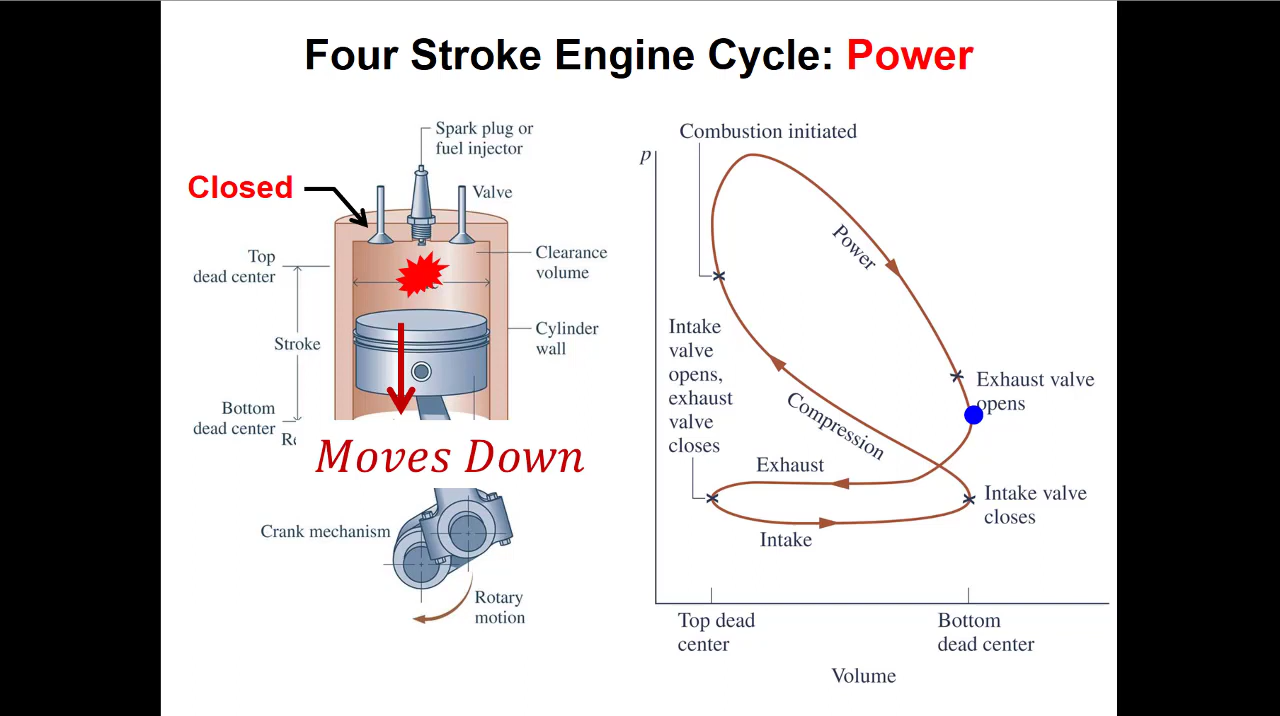 Four Stroke Engine Cycle: Power
Spark plug or
fuel injector
Closed
Valve
Top
dead center
Clearance
volume
Stroke
Cylinder
wall
Bottom
dead center
Moves Down
Crank mechanism
Rotary
motion
p
Combustion initiated
Power
Intake
valve
opens,
exhaust
valve
closes
Compression
Exhaust valve
opens
Exhaust
Intake valve
closes
Intake
Top dead
center
Bottom
dead center
Volume